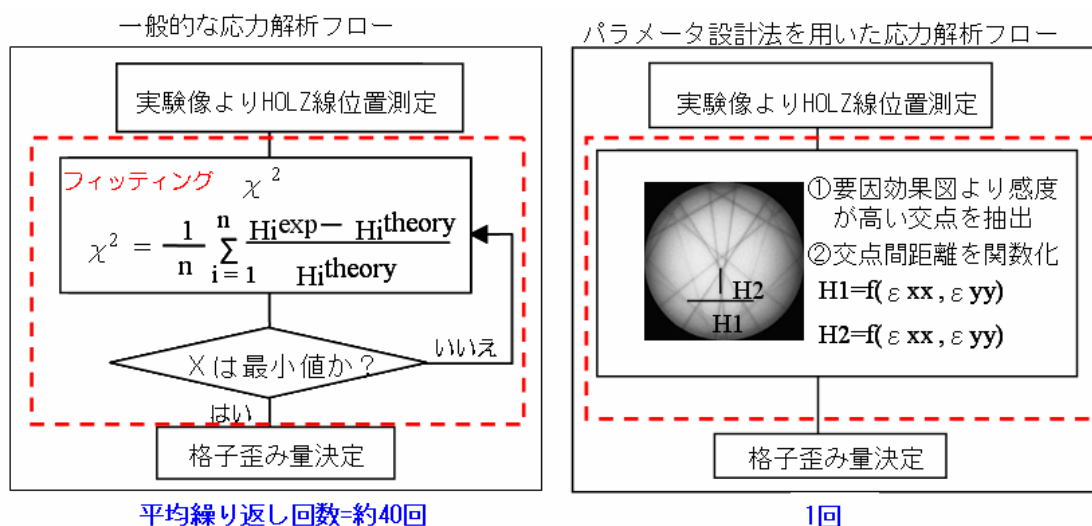 一般的な応力解析フロー
実験像よりHOLZ線位置測定
フィッティング χ²
χ² = 1/n Σ i=1 n Hi^exp − Hi^theory / Hi^theory
Xは最小値か？
いいえ
はい
格子歪み量決定
平均繰り返し回数=約40回
パラメータ設計法を用いた応力解析フロー
実験像よりHOLZ線位置測定
①要因効果図より感度
が高い交点を抽出
②交点間距離を関数化
H1=f(εxx,εyy)
H2=f(εxx,εyy)
H2
H1
格子歪み量決定
1回